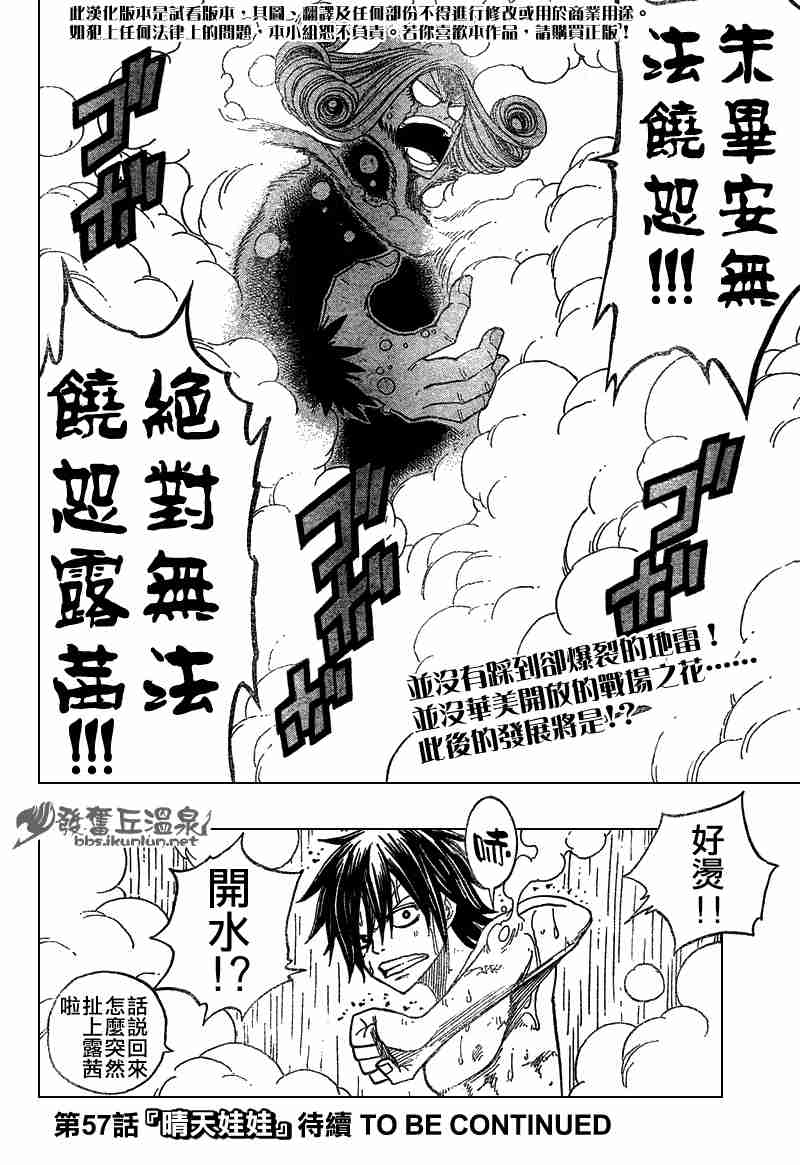 此漢化版本是試看版本，其圖、翻譯及任何部份不得進行修改或用於商業用途。
如犯上任何法律上的問題，本小組恕不負責。若你喜歡本作品，請購買正版！
朱畢安無
法饒恕!!!
ゴボ
絕對無法
饒恕露茜!!!
ゴボ
ゴボ
並沒有踩到卻爆裂的地雷！
並沒華美開放的戰場之花……
此後的發展將是!?
發奮丘溫泉
bbs.ikunlun.net
好燙!!
哧
開水!?
話說回來
怎麼突然
扯上露茜
啦
第57話『晴天娃娃』待續 TO BE CONTINUED